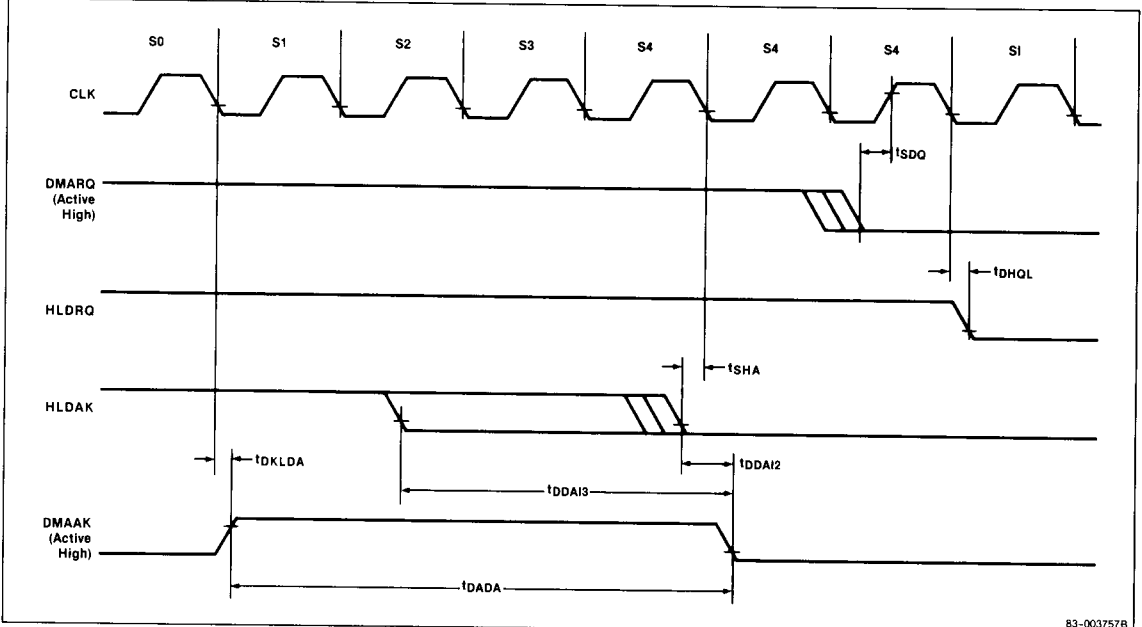 S0 S1 S2 S3 S4 S4 S4 SI
CLK
tSDQ
DMARQ
(Active
High)
tDHQL
HLDRQ
tSHA
HLDAK
tDKLDA
tDDAI2
tDDAI3
DMAAK
(Active
High)
tDADA
83-003757B